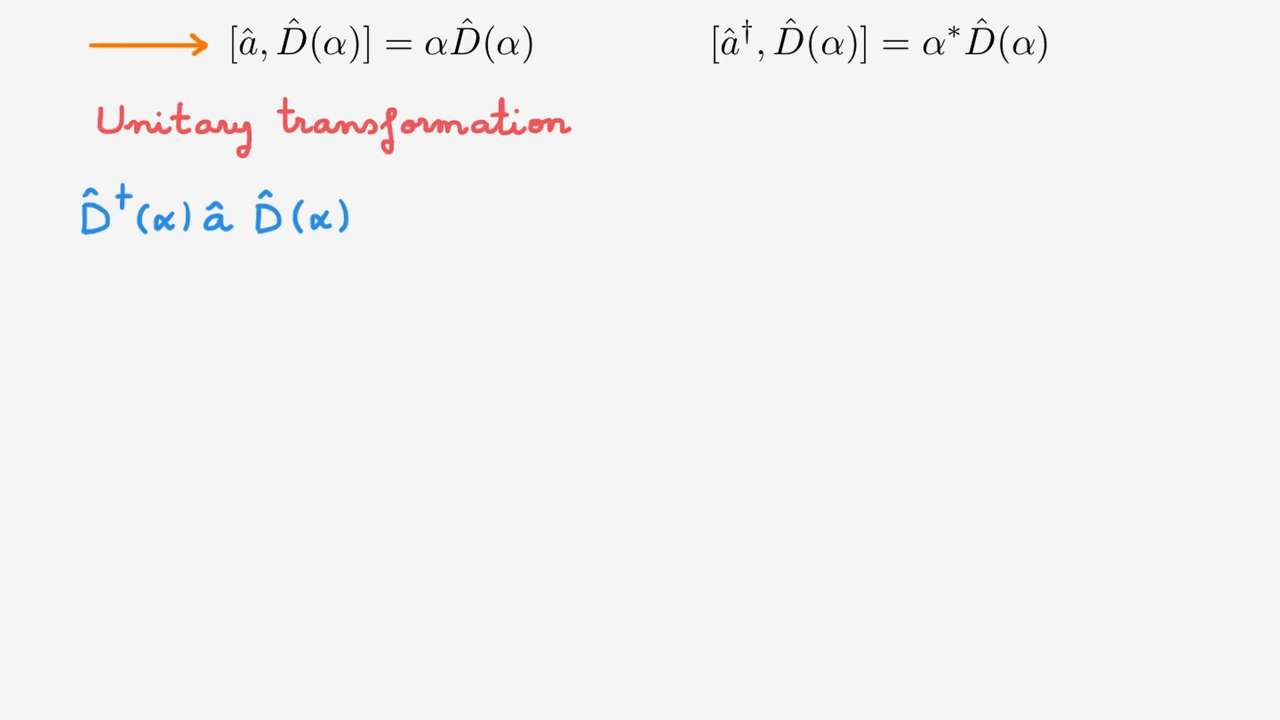 [â, D̂(α)] = αD̂(α) [â†, D̂(α)] = α*D̂(α)
Unitary transformation
D̂†(α) â D̂(α)